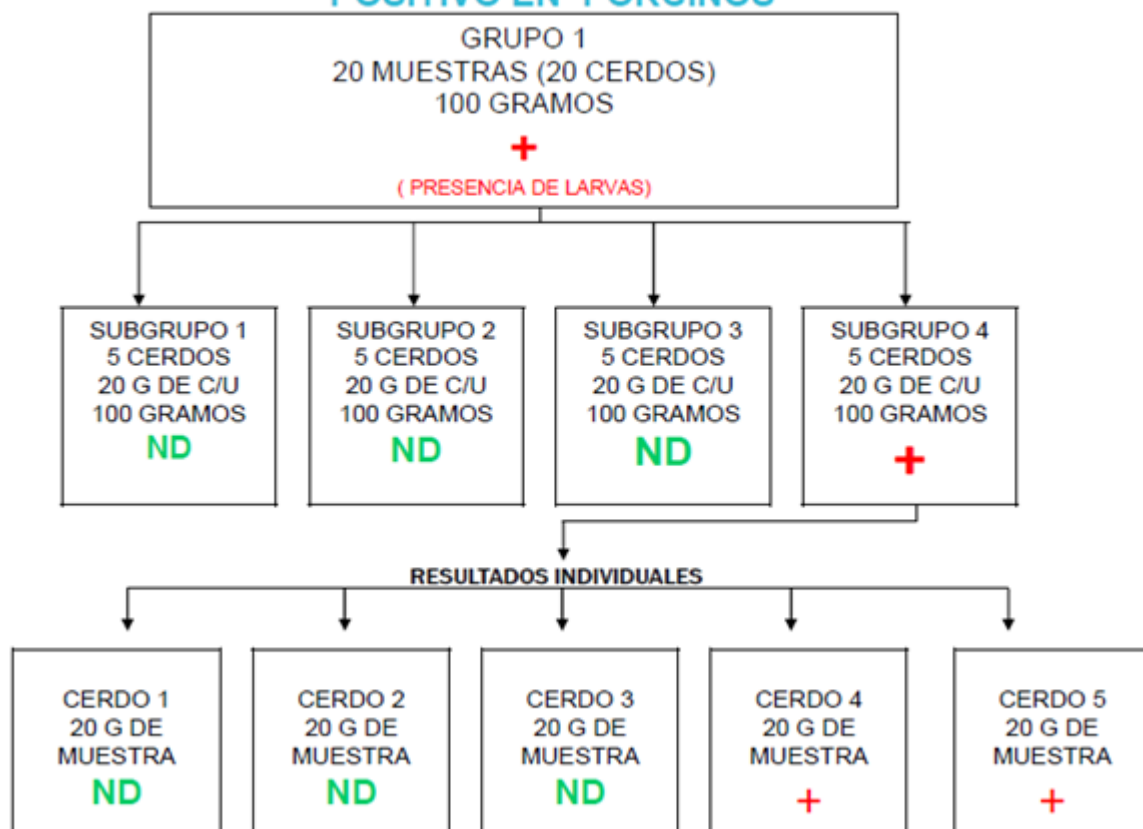 POSITIVO EN PORCINOS
GRUPO 1
20 MUESTRAS (20 CERDOS)
100 GRAMOS
+
( PRESENCIA DE LARVAS)
SUBGRUPO 1
5 CERDOS
20 G DE C/U
100 GRAMOS
ND
SUBGRUPO 2
5 CERDOS
20 G DE C/U
100 GRAMOS
ND
SUBGRUPO 3
5 CERDOS
20 G DE C/U
100 GRAMOS
ND
SUBGRUPO 4
5 CERDOS
20 G DE C/U
100 GRAMOS
+
RESULTADOS INDIVIDUALES
CERDO 1
20 G DE
MUESTRA
ND
CERDO 2
20 G DE
MUESTRA
ND
CERDO 3
20 G DE
MUESTRA
ND
CERDO 4
20 G DE
MUESTRA
+
CERDO 5
20 G DE
MUESTRA
+